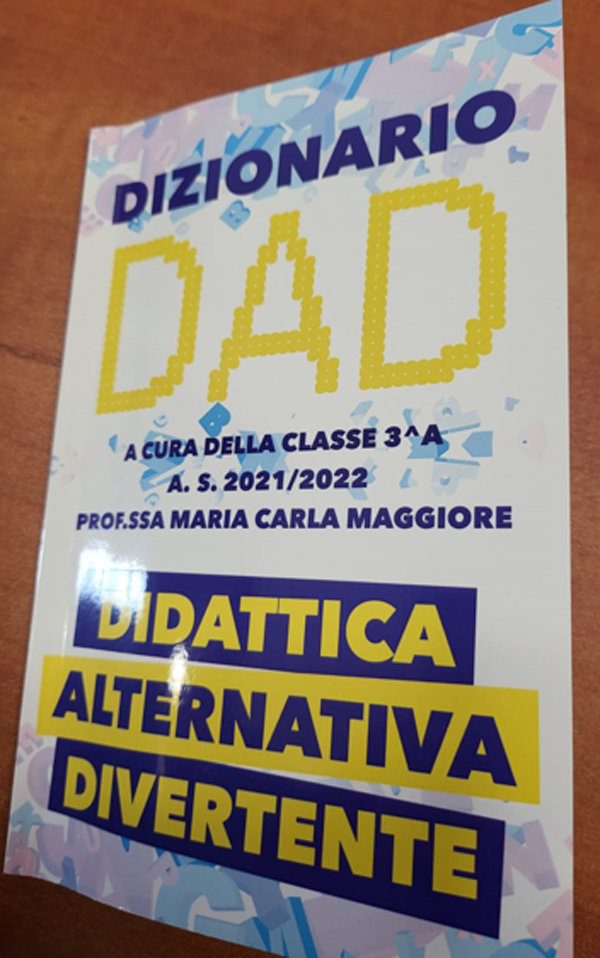 DIZIONARIO
DAD
A CURA DELLA CLASSE 3^A
A. S. 2021/2022
PROF.SSA MARIA CARLA MAGGIORE
DIDATTICA
ALTERNATIVA
DIVERTENTE